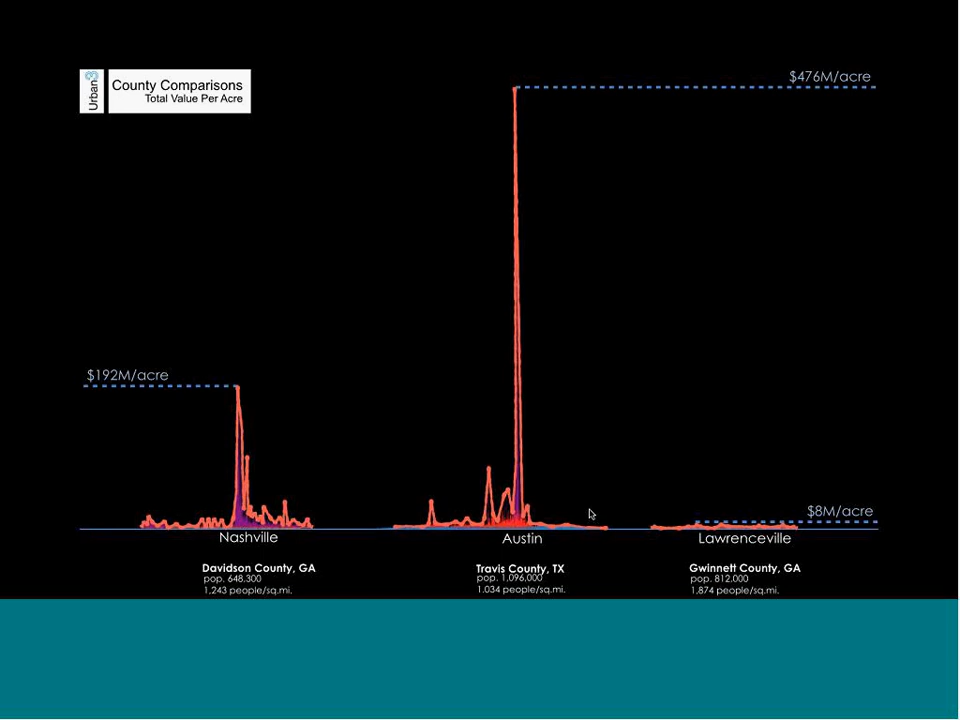 Urban3
County Comparisons
Total Value Per Acre
$476M/acre
$192M/acre
$8M/acre
Nashville
Austin
Lawrenceville
Davidson County, GA
pop. 648,300
1,243 people/sq.mi.
Travis County, TX
pop. 1,096,000
1,034 people/sq.mi.
Gwinnett County, GA
pop. 812,000
1,874 people/sq.mi.